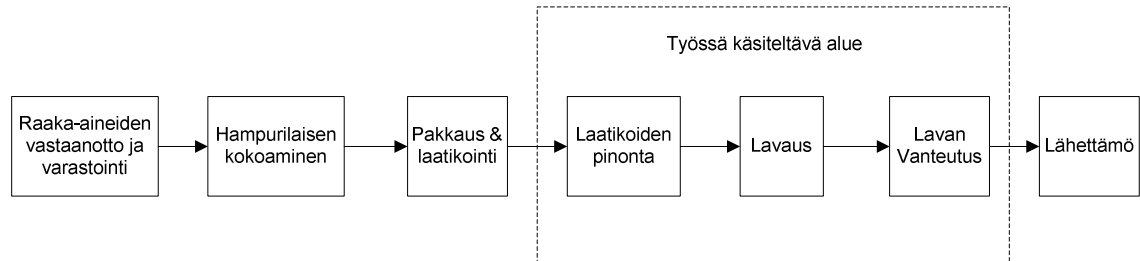 Työssä käsiteltävä alue
Raaka-aineiden
vastaanotto ja
varastointi
Hampurilaisen
kokoaminen
Pakkaus &
laatikointi
Laatikoiden
pinonta
Lavaus
Lavan
Vanteutus
Lähettämö